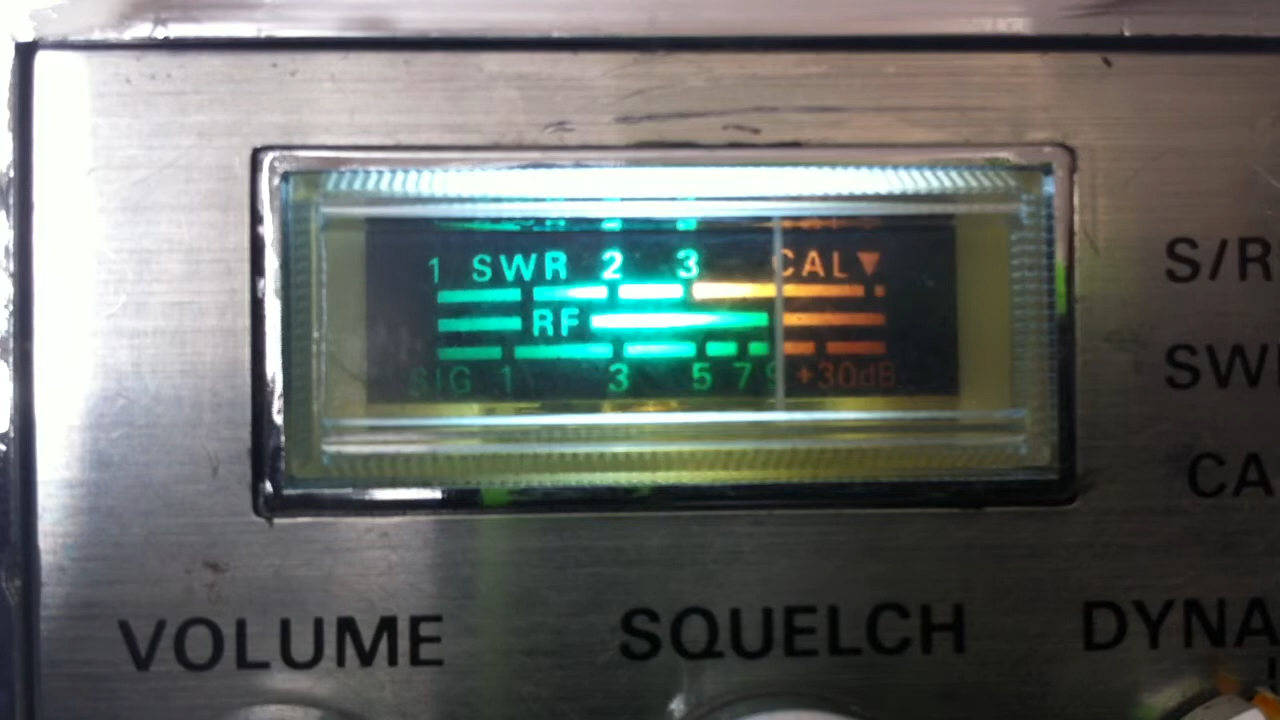 1 SWR 2 3 CAL▼
RF
SIG 1 3 5 7 9 +30dB
S/R
SW
CA
VOLUME SQUELCH DYNA